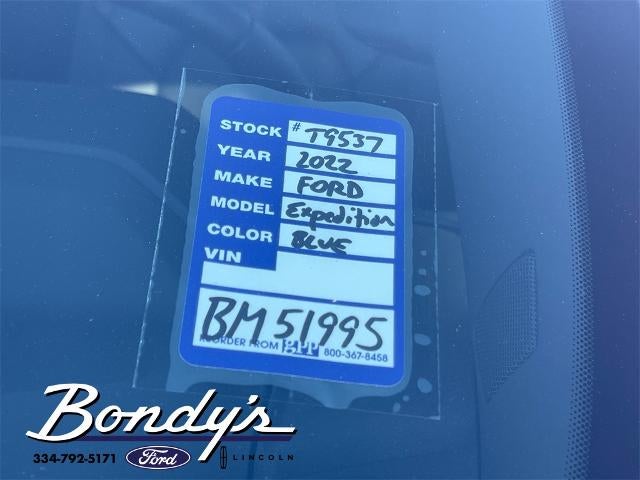 STOCK # T9537
YEAR 2022
MAKE FORD
MODEL Expedition
COLOR BLUE
VIN
BM51995
REORDER FROM grp 800-367-8458
Bondy's
334-792-5171 Ford LINCOLN